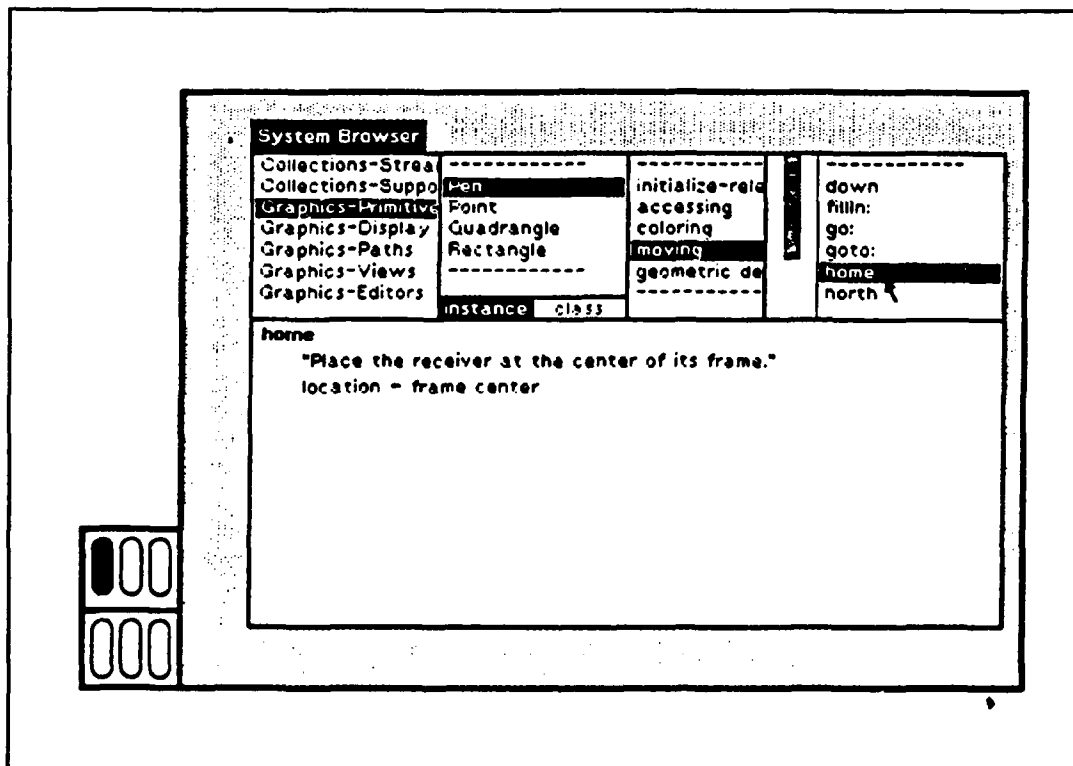 System Browser
Collections-Strea
Collections-Suppo
Graphics-Primitive
Graphics-Display
Graphics-Paths
Graphics-Views
Graphics-Editors
------------
Pen
Point
Quadrangle
Rectangle
------------
instance class
------------
initialize-rele
accessing
coloring
moving
geometric de
------------
------------
down
fillIn:
go:
goto:
home
north
home
"Place the receiver at the center of its frame."
location - frame center